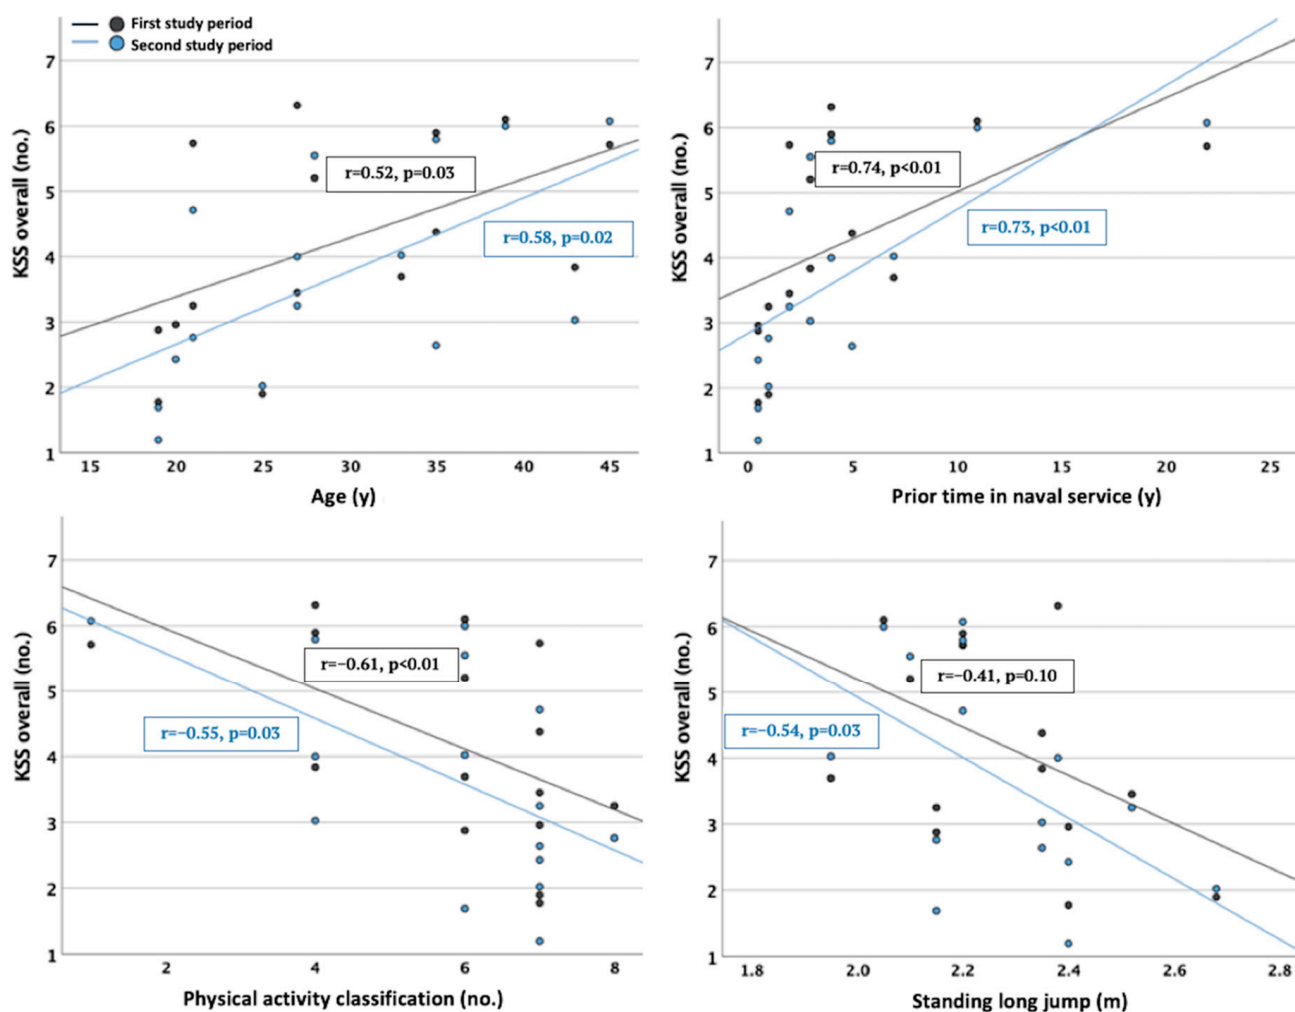 First study period
Second study period
7
6
5
4
3
2
1
KSS overall (no.)
r=0.52, p=0.03
r=0.58, p=0.02
15 20 25 30 35 40 45
Age (y)
7
6
5
4
3
2
1
KSS overall (no.)
r=0.74, p<0.01
r=0.73, p<0.01
0 5 10 15 20 25
Prior time in naval service (y)
7
6
5
4
3
2
1
KSS overall (no.)
r=−0.61, p<0.01
r=−0.55, p=0.03
2 4 6 8
Physical activity classification (no.)
7
6
5
4
3
2
1
KSS overall (no.)
r=−0.41, p=0.10
r=−0.54, p=0.03
1.8 2.0 2.2 2.4 2.6 2.8
Standing long jump (m)